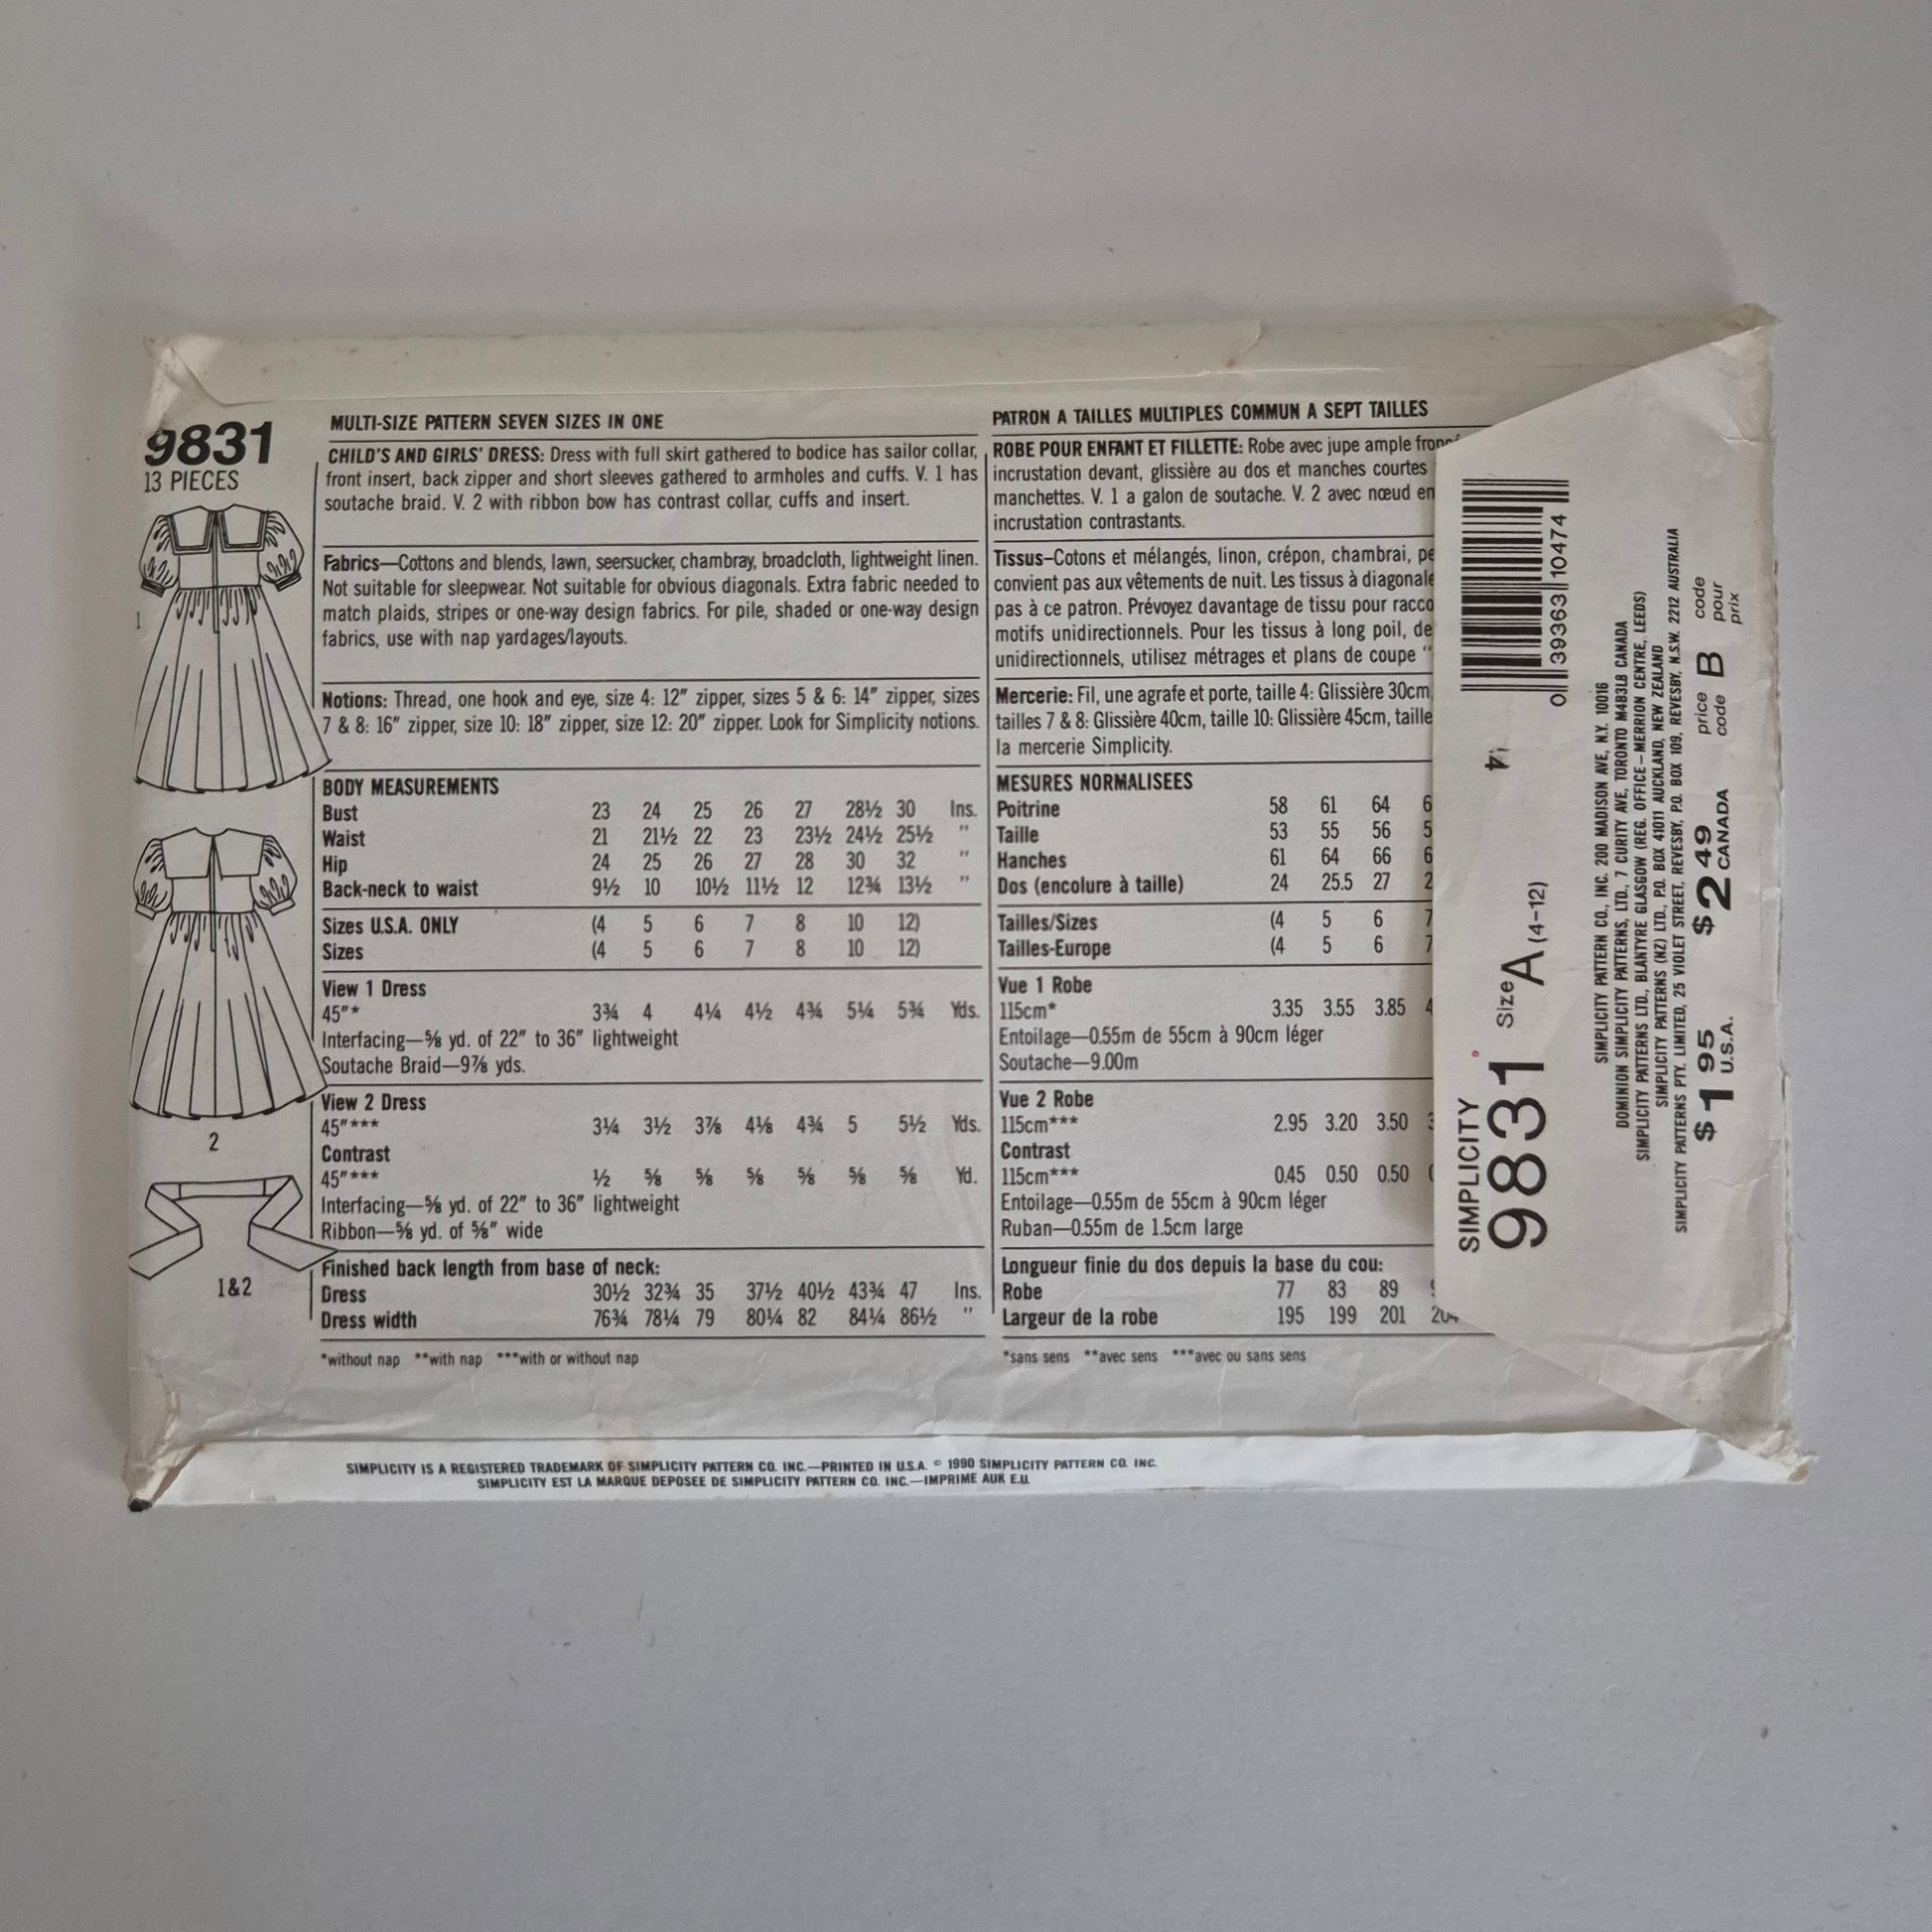 9831
13 PIECES
1
2
1&2
MULTI-SIZE PATTERN SEVEN SIZES IN ONE
CHILD'S AND GIRLS' DRESS: Dress with full skirt gathered to bodice has sailor collar,
front insert, back zipper and short sleeves gathered to armholes and cuffs. V. 1 has
soutache braid. V. 2 with ribbon bow has contrast collar, cuffs and insert.
Fabrics—Cottons and blends, lawn, seersucker, chambray, broadcloth, lightweight linen.
Not suitable for sleepwear. Not suitable for obvious diagonals. Extra fabric needed to
match plaids, stripes or one-way design fabrics. For pile, shaded or one-way design
fabrics, use with nap yardages/layouts.
Notions: Thread, one hook and eye, size 4: 12" zipper, sizes 5 & 6: 14" zipper, sizes
7 & 8: 16" zipper, size 10: 18" zipper, size 12: 20" zipper. Look for Simplicity notions.
BODY MEASUREMENTS
Bust 23 24 25 26 27 28½ 30 Ins.
Waist 21 21½ 22 23 23½ 24½ 25½ "
Hip 24 25 26 27 28 30 32 "
Back-neck to waist 9½ 10 10½ 11½ 12 12¾ 13½ "
Sizes U.S.A. ONLY (4 5 6 7 8 10 12)
Sizes (4 5 6 7 8 10 12)
View 1 Dress
45"* 3¾ 4 4¼ 4½ 4¾ 5¼ 5¾ Yds.
Interfacing—⅝ yd. of 22" to 36" lightweight
Soutache Braid—9⅞ yds.
View 2 Dress
45"*** 3¼ 3½ 3⅞ 4⅛ 4¾ 5 5½ Yds.
Contrast
45"*** ½ ⅝ ⅝ ⅝ ⅝ ⅝ ⅝ Yd.
Interfacing—⅝ yd. of 22" to 36" lightweight
Ribbon—⅝ yd. of ⅝" wide
Finished back length from base of neck:
Dress 30½ 32¾ 35 37½ 40½ 43¾ 47 Ins.
Dress width 76¾ 78¼ 79 80¼ 82 84¼ 86½ "
*without nap **with nap ***with or without nap
PATRON A TAILLES MULTIPLES COMMUN A SEPT TAILLES
ROBE POUR ENFANT ET FILLETTE: Robe avec jupe ample
incrustation devant, glissière au dos et manches courtes
manchettes. V. 1 a galon de soutache. V. 2 avec nœud en
incrustation contrastants.
Tissus—Cotons et mélangés, linon, crépon, chambrai,
convient pas aux vêtements de nuit. Les tissus à
pas à ce patron. Prévoyez davantage de tissu pour
motifs unidirectionnels. Pour les tissus à long poil, de
unidirectionnels, utilisez métrages et plans de coupe "
Mercerie: Fil, une agrafe et porte, taille 4: Glissière 30cm
tailles 7 & 8: Glissière 40cm, taille 10: Glissière 45cm, taille
la mercerie Simplicity.
MESURES NORMALISEES
Poitrine 58 61 64
Taille 53 55 56
Hanches 61 64 66
Dos (encolure à taille) 24 25.5 27
Tailles/Sizes (4 5 6 7
Tailles-Europe (4 5 6 7
Vue 1 Robe
115cm* 3.35 3.55 3.85
Entoilage—0.55m de 55cm à 90cm léger
Soutache—9.00m
Vue 2 Robe
115cm*** 2.95 3.20 3.50
Contrast
115cm*** 0.45 0.50 0.50
Entoilage—0.55m de 55cm à 90cm léger
Ruban—0.55m de 1.5cm large
Longueur finie du dos depuis la base du cou:
Robe 77 83 89
Largeur de la robe 195 199 201
*sans sens **avec sens ***avec ou sans sens
SIMPLICITY
9831 Size A (4-12)
0 39363 10474
SIMPLICITY PATTERN CO., INC. 200 MADISON AVE., N.Y. 10016
DOMINION SIMPLICITY PATTERNS, LTD., 7 CURITY AVE, TORONTO M4B3L8 CANADA
SIMPLICITY PATTERNS LTD., BLANTYRE GLASGOW (REG. OFFICE—MERRION CENTRE, LEEDS)
SIMPLICITY PATTERNS (NZ) LTD., P.O. BOX 41011 AUCKLAND, NEW ZEALAND
SIMPLICITY PATTERNS PTY. LIMITED, 25 VIOLET STREET, REVESBY, P.O. BOX 109, REVESBY, N.S.W. 2212 AUSTRALIA
$1 95 U.S.A.
$2 49 CANADA
price code B code pour prix
SIMPLICITY IS A REGISTERED TRADEMARK OF SIMPLICITY PATTERN CO. INC.—PRINTED IN U.S.A. © 1990 SIMPLICITY PATTERN CO. INC.
SIMPLICITY EST LA MARQUE DEPOSEE DE SIMPLICITY PATTERN CO. INC.—IMPRIME AUX E.U.